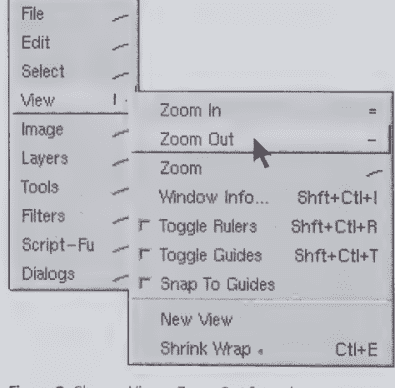 File
Edit
Select
View
Image
Layers
Tools
Filters
Script-Fu
Dialogs
Zoom In =
Zoom Out -
Zoom
Window Info... Shft+Ctl+I
Toggle Rulers Shft+Ctl+R
Toggle Guides Shft+Ctl+T
Snap To Guides
New View
Shrink Wrap Ctl+E